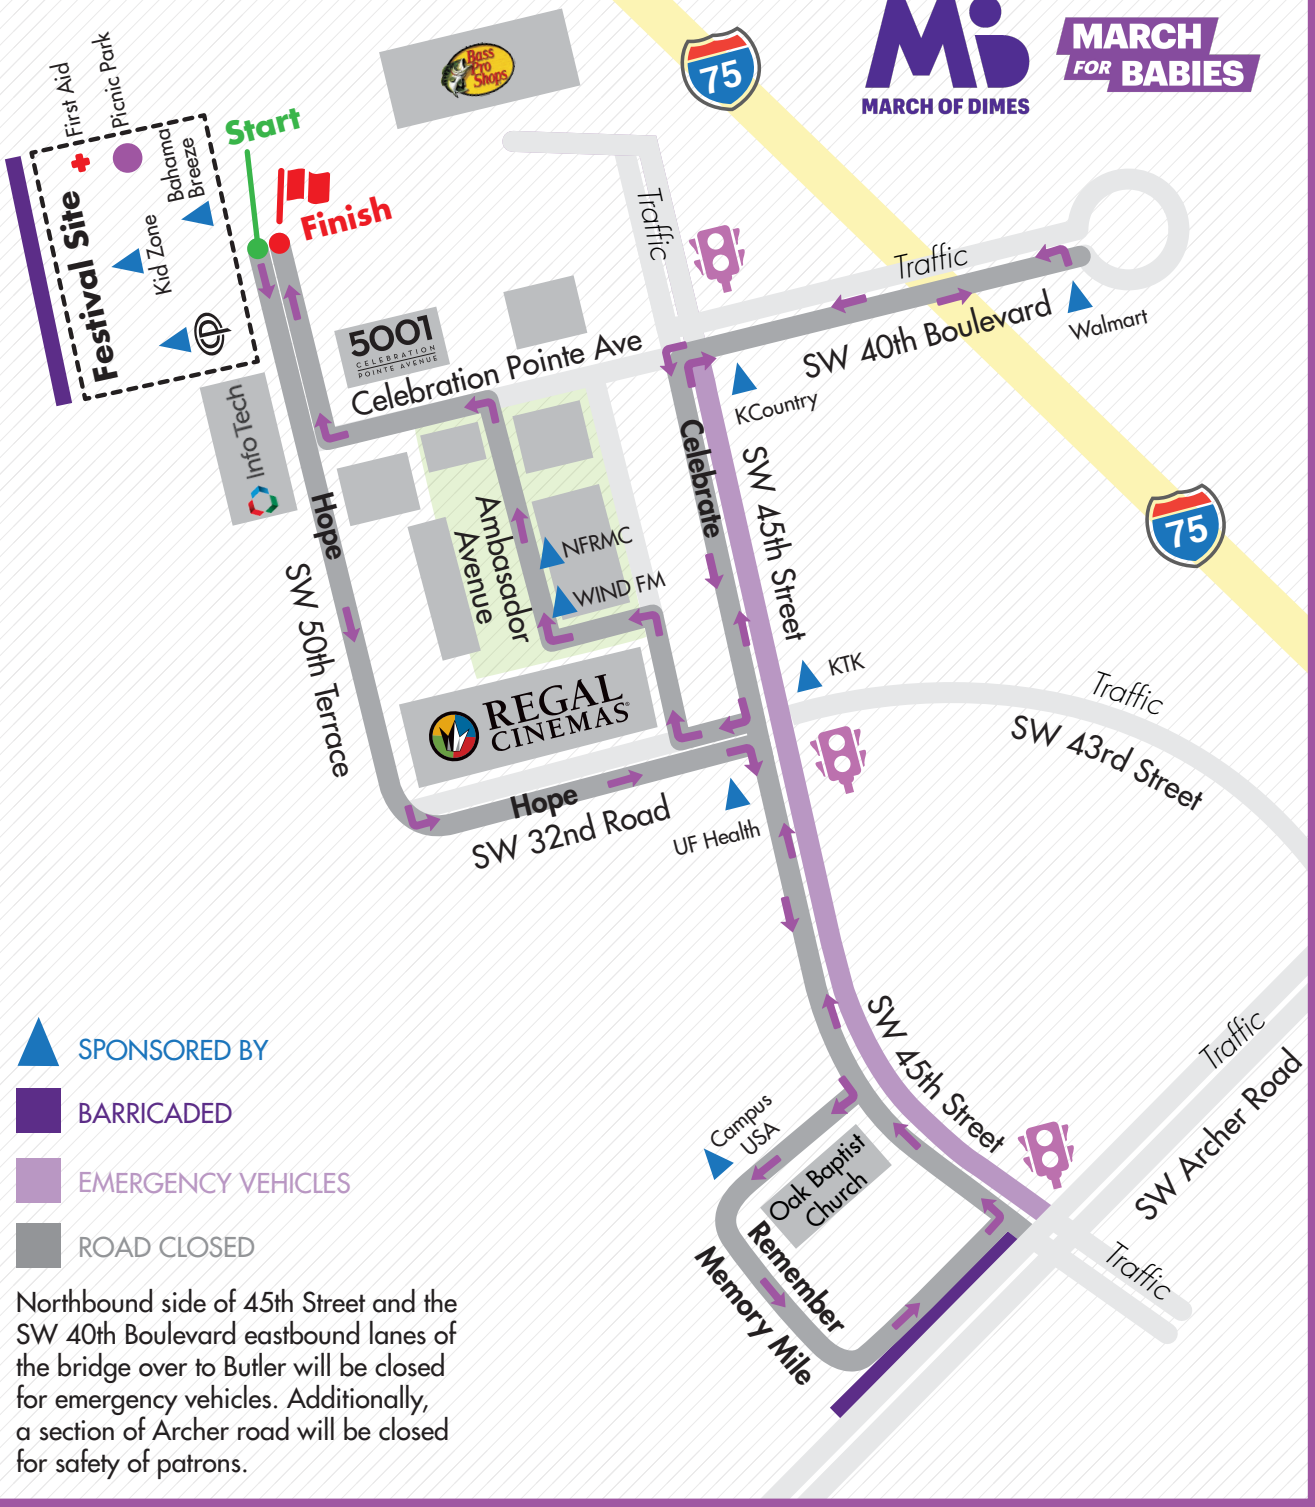 MARCH OF DIMES
MARCH
FOR BABIES
Bass
Pro
Shops
75
First Aid
Picnic Park
Start
Finish
Bahama
Breeze
Kid Zone
Festival Site
Traffic
Traffic
Walmart
SW 40th Boulevard
KCountry
5001
CELEBRATION
POINTE AVENUE
Celebration Pointe Ave
InfoTech
Hope
SW 50th Terrace
Celebrate
SW 45th Street
75
Ambasador
Avenue
NFRMC
WIND FM
REGAL
CINEMAS
KTK
Traffic
SW 43rd Street
Hope
SW 32nd Road
UF Health
SW 45th Street
Traffic
SW Archer Road
Traffic
Campus
USA
Oak Baptist
Church
Remember
Memory Mile
SPONSORED BY
BARRICADED
EMERGENCY VEHICLES
ROAD CLOSED
Northbound side of 45th Street and the
SW 40th Boulevard eastbound lanes of
the bridge over to Butler will be closed
for emergency vehicles. Additionally,
a section of Archer road will be closed
for safety of patrons.